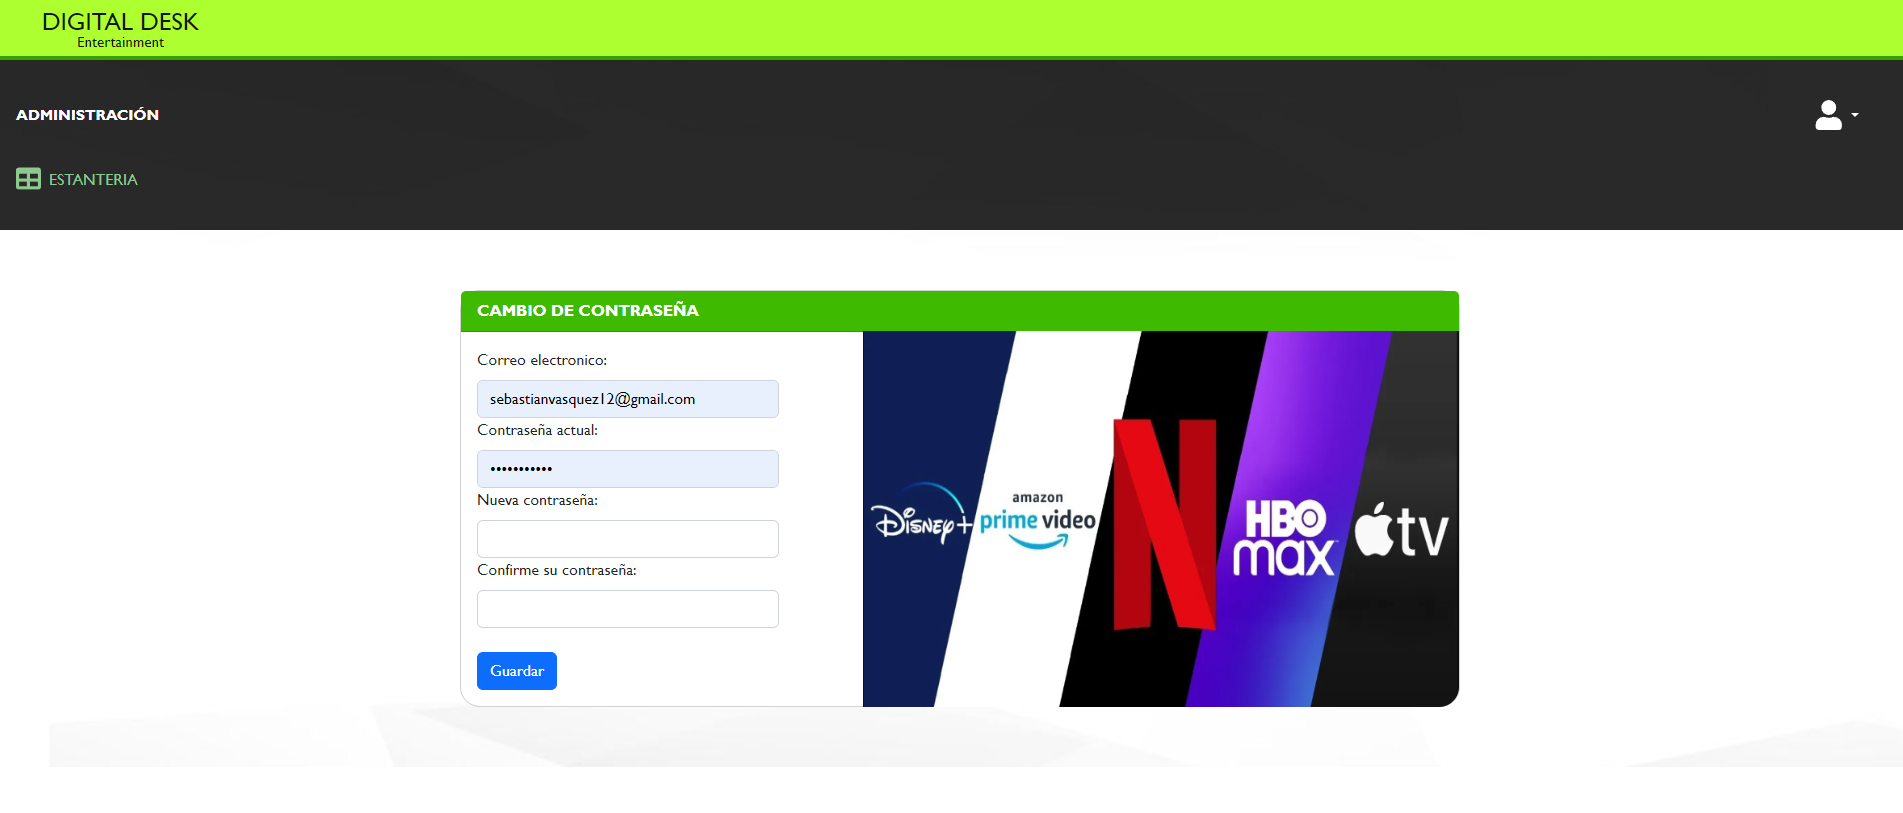 DIGITAL DESK
Entertainment
ADMINISTRACIÓN
ESTANTERIA
CAMBIO DE CONTRASEÑA
Correo electronico:
sebastianvasquez12@gmail.com
Contraseña actual:
•••••••••••
Nueva contraseña:
Confirme su contraseña:
Guardar
Disney+
amazon
prime video
N
HBO
max
tv